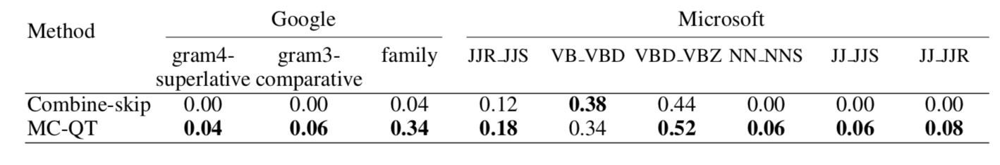 Method Google Microsoft
gram4- gram3- family JJR_JJS VB_VBD VBD_VBZ NN_NNS JJ_JJS JJ_JJR
superlative comparative
Combine-skip 0.00 0.00 0.04 0.12 0.38 0.44 0.00 0.00 0.00
MC-QT 0.04 0.06 0.34 0.18 0.34 0.52 0.06 0.06 0.08